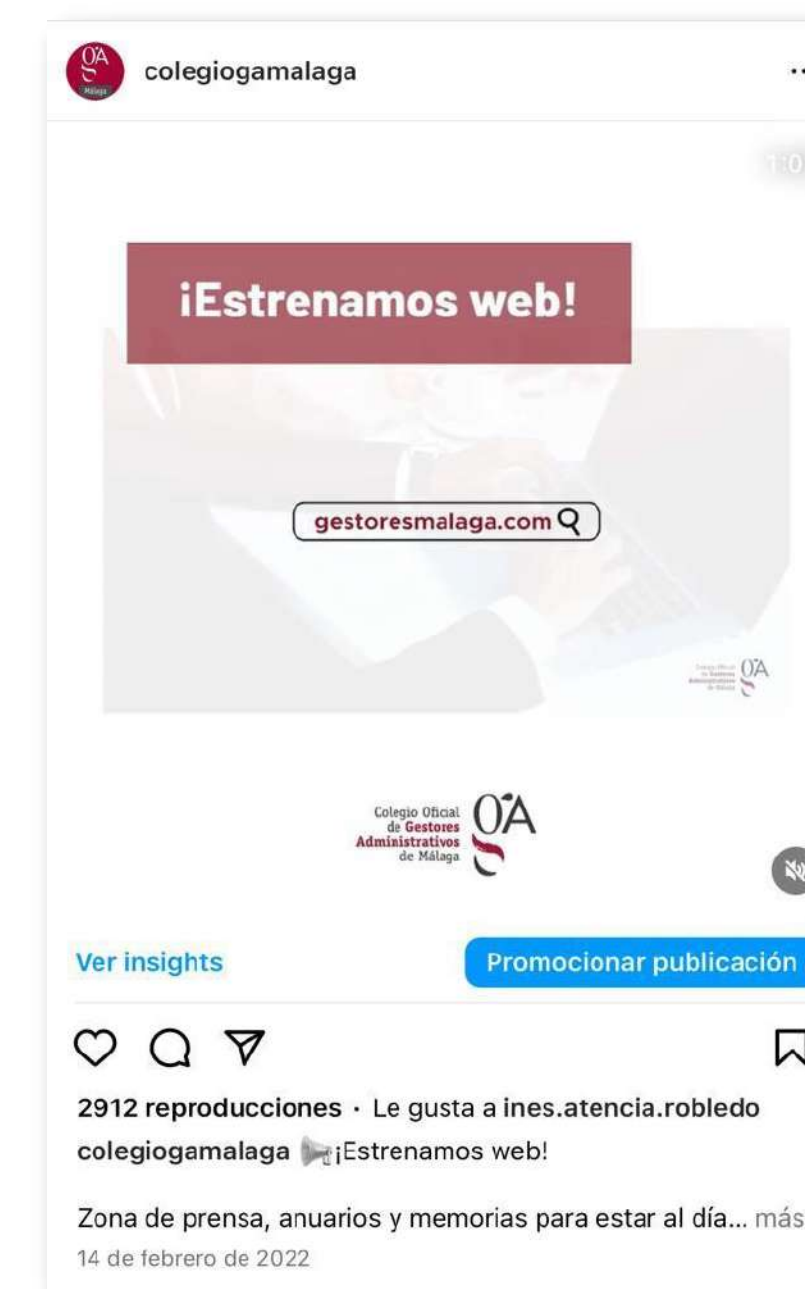 colegiogamalaga
¡Estrenamos web!
gestoresmalaga.com
Colegio Oficial
de Gestores
Administrativos
de Málaga
GA
Ver insights
Promocionar publicación
2912 reproducciones · Le gusta a ines.atencia.robledo
colegiogamalaga ¡Estrenamos web!
Zona de prensa, anuarios y memorias para estar al día... más
14 de febrero de 2022